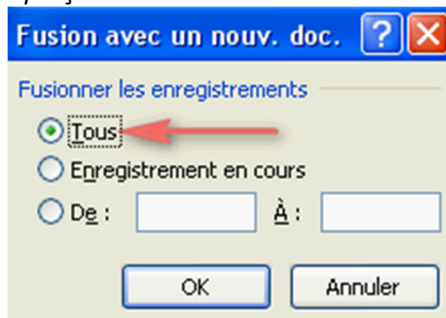 Fusion avec un nouv. doc.
Fusionner les enregistrements
Tous
Enregistrement en cours
De : À :
OK Annuler